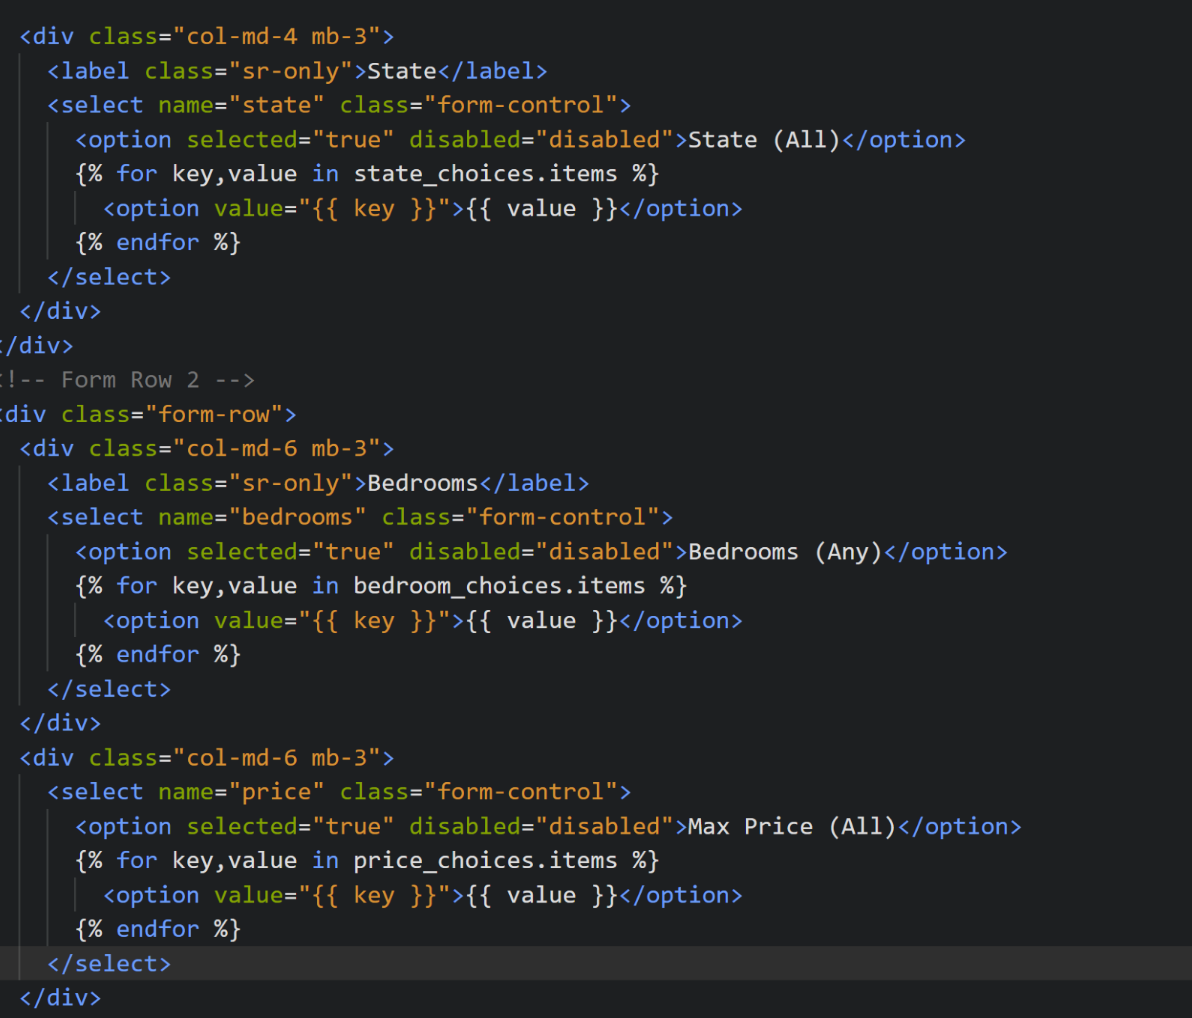 <div class="col-md-4 mb-3">
<label class="sr-only">State</label>
<select name="state" class="form-control">
<option selected="true" disabled="disabled">State (All)</option>
{% for key,value in state_choices.items %}
<option value="{{ key }}">{{ value }}</option>
{% endfor %}
</select>
</div>
/div>
!-- Form Row 2 -->
div class="form-row">
<div class="col-md-6 mb-3">
<label class="sr-only">Bedrooms</label>
<select name="bedrooms" class="form-control">
<option selected="true" disabled="disabled">Bedrooms (Any)</option>
{% for key,value in bedroom_choices.items %}
<option value="{{ key }}">{{ value }}</option>
{% endfor %}
</select>
</div>
<div class="col-md-6 mb-3">
<select name="price" class="form-control">
<option selected="true" disabled="disabled">Max Price (All)</option>
{% for key,value in price_choices.items %}
<option value="{{ key }}">{{ value }}</option>
{% endfor %}
</select>
</div>